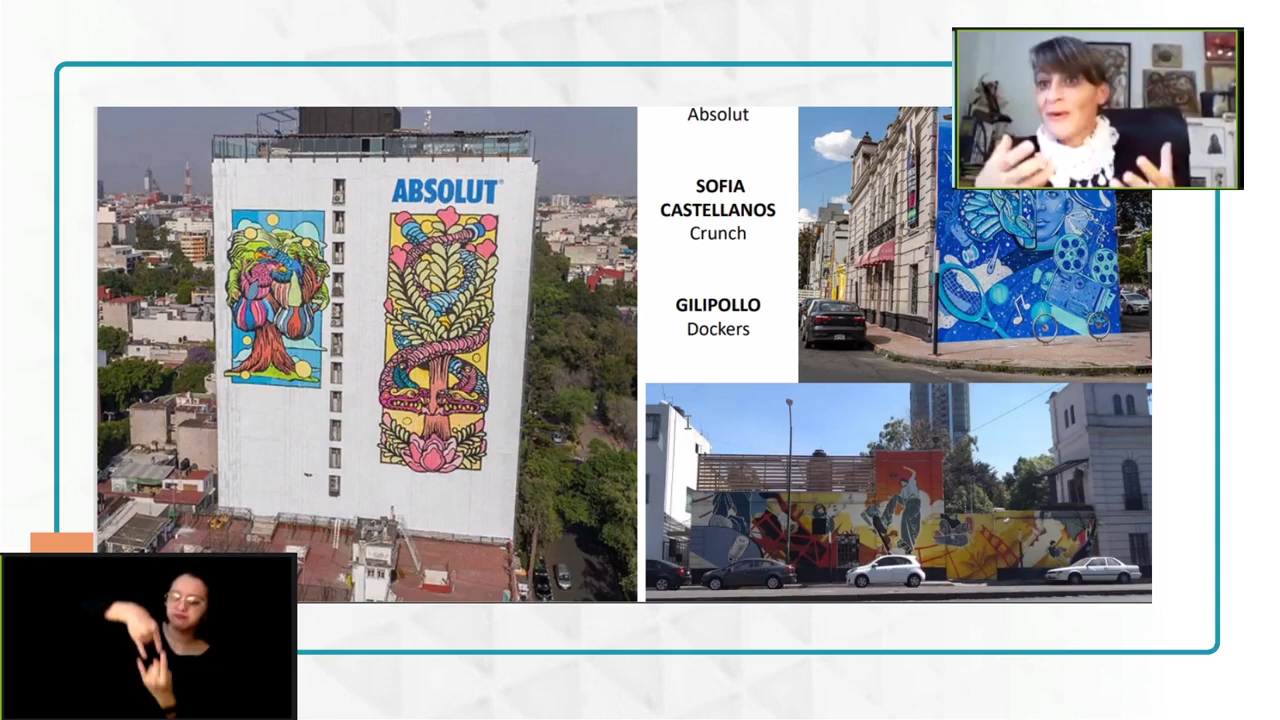 ABSOLUT
Absolut
SOFIA
CASTELLANOS
Crunch
GILIPOLLO
Dockers